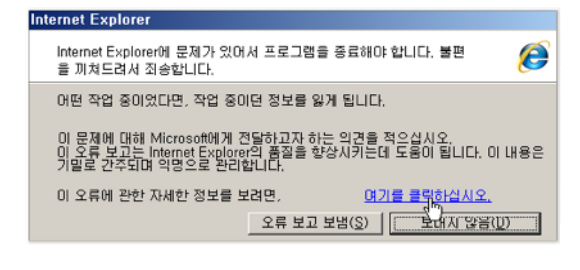 Internet Explorer
Internet Explorer에 문제가 있어서 프로그램을 종료해야 합니다. 불편
을 끼쳐드려서 죄송합니다.
어떤 작업 중이었다면, 작업 중이던 정보를 잃게 됩니다.
이 문제에 대해 Microsoft에게 전달하고자 하는 의견을 적으십시오.
이 오류 보고는 Internet Explorer의 품질을 향상시키는데 도움이 됩니다. 이 내용은
기밀로 간주되며 익명으로 관리합니다.
이 오류에 관한 자세한 정보를 보려면, 여기를 클릭하십시오.
오류 보고 보냄(S) 보내지 않음(D)